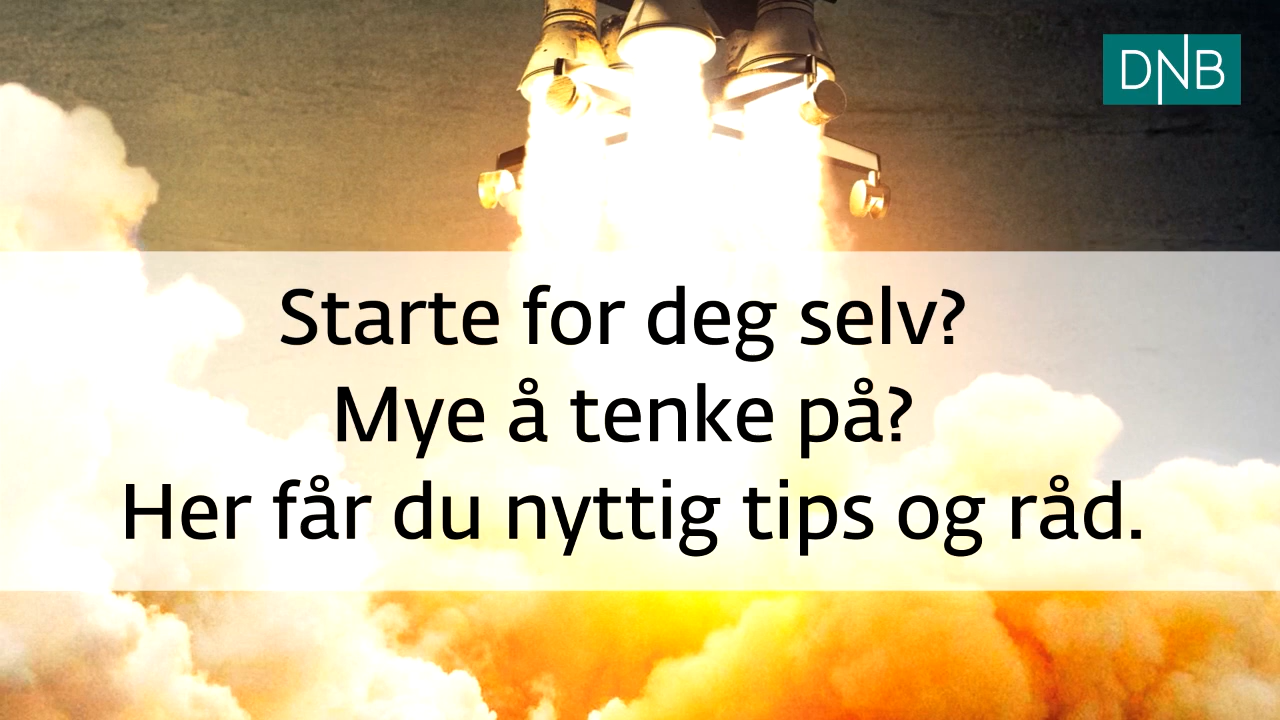 DNB
Starte for deg selv?
Mye å tenke på?
Her får du nyttig tips og råd.